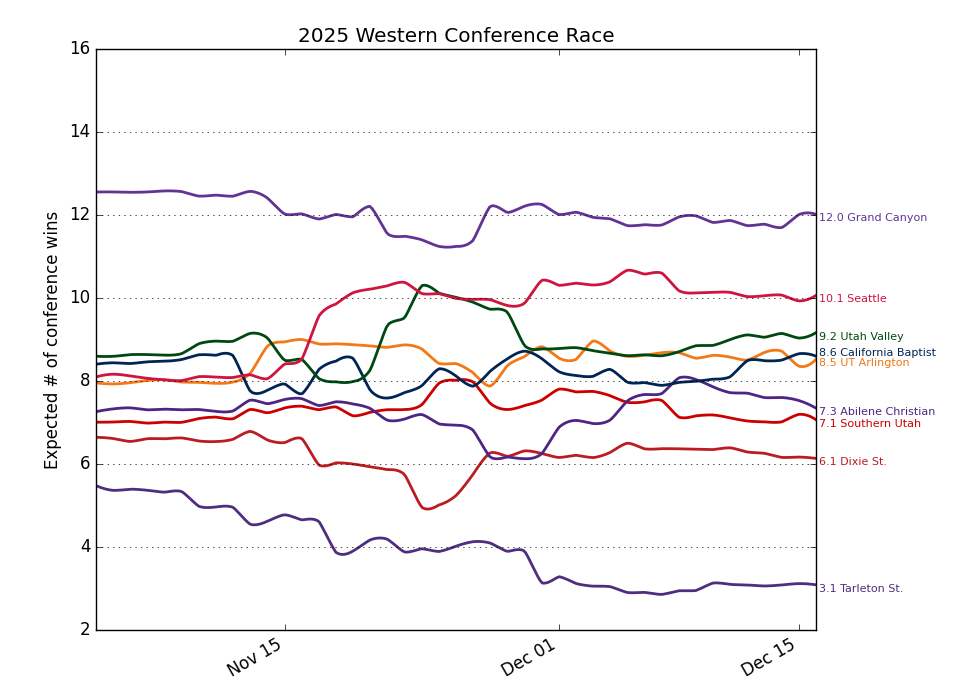 2025 Western Conference Race
Expected # of conference wins
16
14
12
10
8
6
4
2
Nov 15
Dec 01
Dec 15
12.0 Grand Canyon
10.1 Seattle
9.2 Utah Valley
8.6 California Baptist
8.5 UT Arlington
7.3 Abilene Christian
7.1 Southern Utah
6.1 Dixie St.
3.1 Tarleton St.